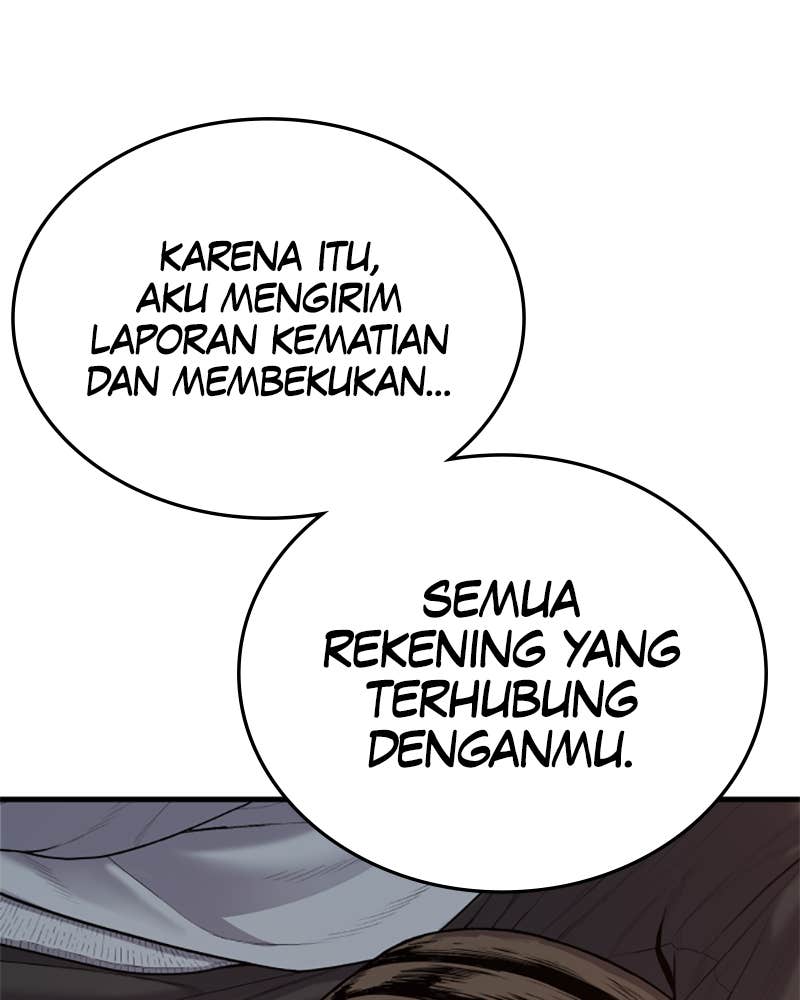 KARENA ITU,
AKU MENGIRIM
LAPORAN KEMATIAN
DAN MEMBEKUKAN...
SEMUA
REKENING YANG
TERHUBUNG
DENGANMU.